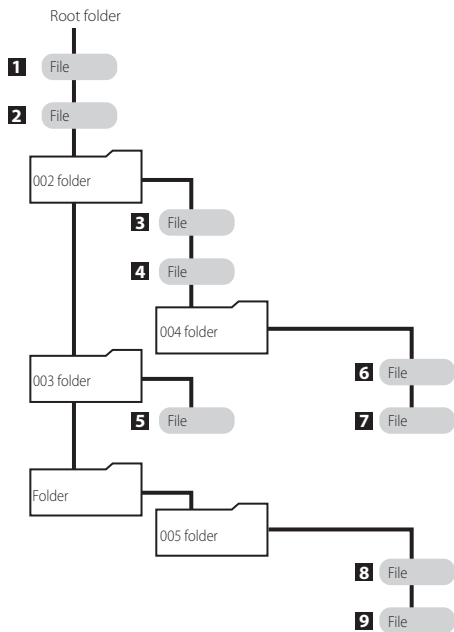 Root folder
1 File
2 File
002 folder
3 File
4 File
004 folder
003 folder
6 File
5 File
7 File
Folder
005 folder
8 File
9 File